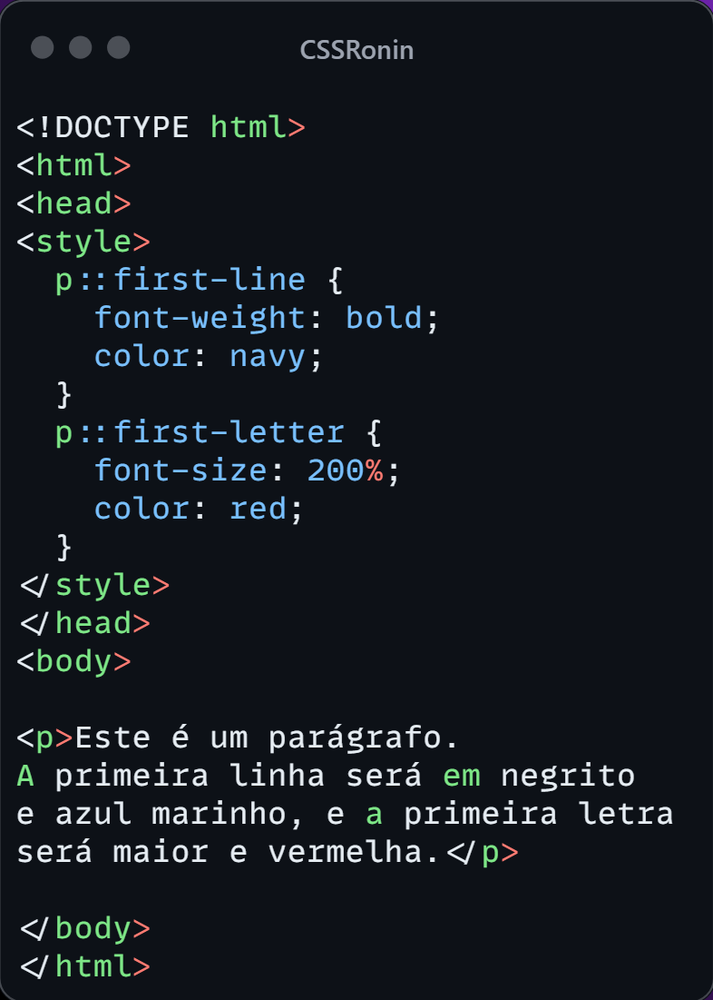 CSSRonin
<!DOCTYPE html>
<html>
<head>
<style>
  p::first-line {
    font-weight: bold;
    color: navy;
  }
  p::first-letter {
    font-size: 200%;
    color: red;
  }
</style>
</head>
<body>

<p>Este é um parágrafo.
A primeira linha será em negrito
e azul marinho, e a primeira letra
será maior e vermelha.</p>

</body>
</html>